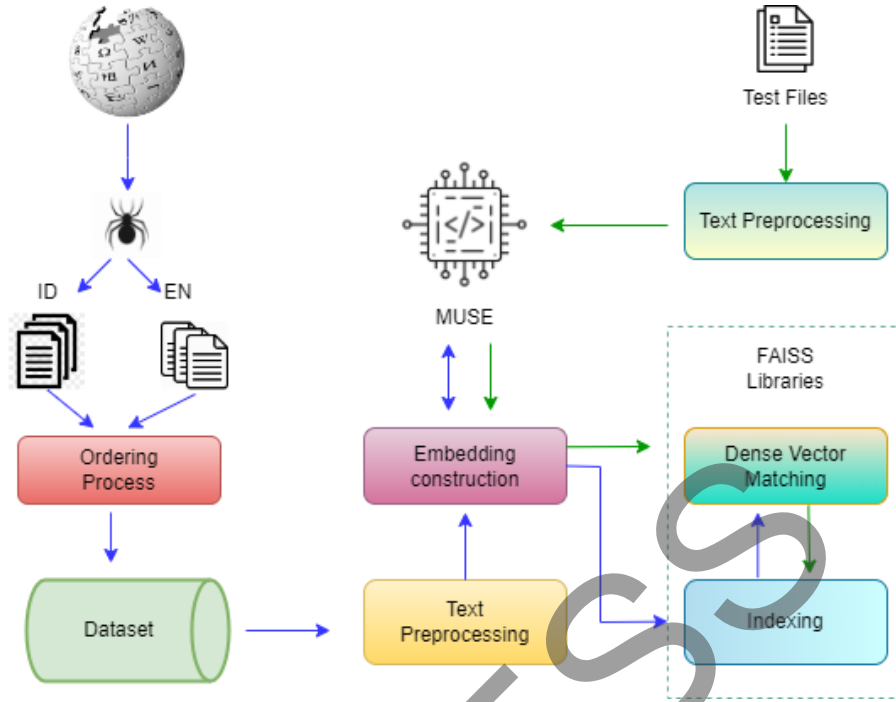 Test Files
Text Preprocessing
ID
EN
MUSE
FAISS
Libraries
Ordering
Process
Embedding
construction
Dense Vector
Matching
Dataset
Text
Preprocessing
Indexing